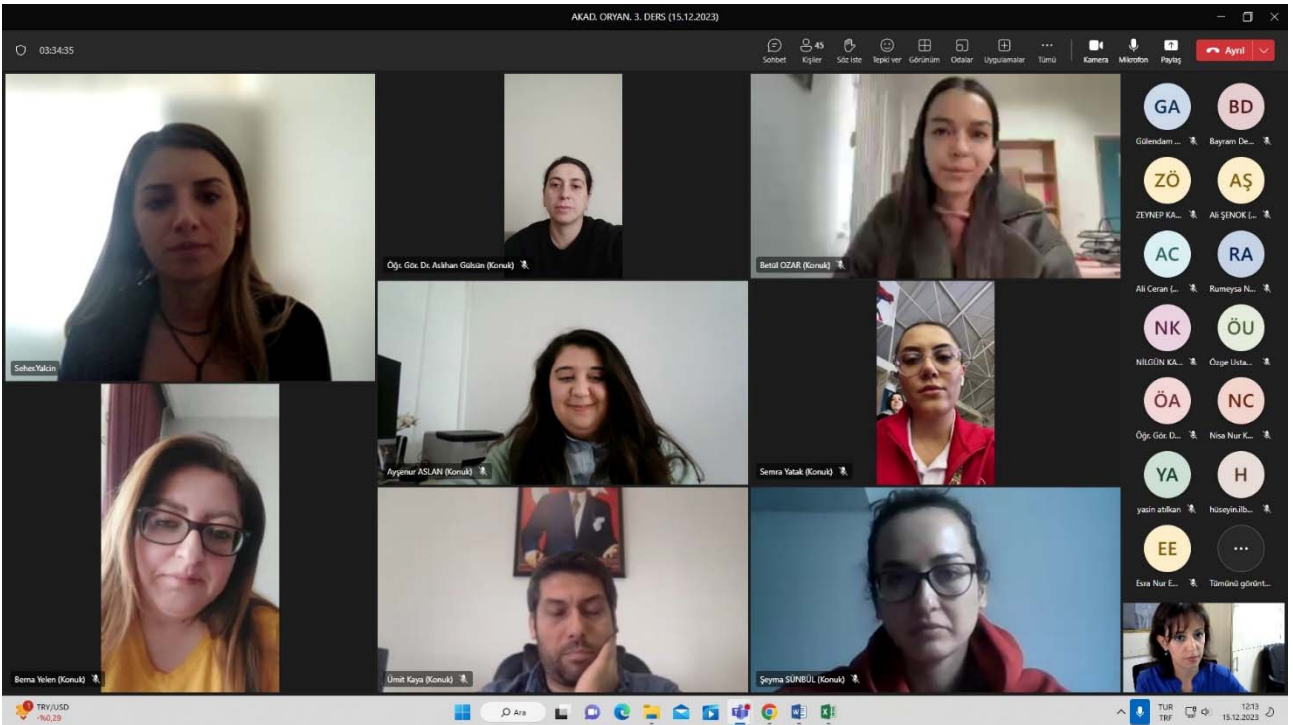 AKAD. ORYAN. 3. DERS (15.12.2023)
03:34:35
45
Sohbet Kişiler Söz iste Tepki ver Görünüm Odalar Uygulamalar Tümü Kamera Mikrofon Paylaş Ayrıl
Seher.Yalcin
Öğr. Gör. Dr. Aslıhan Gülsün (Konuk)
Betül OZAR (Konuk)
Ayşenur ASLAN (Konuk)
Semra Yatak (Konuk)
Berna Yelen (Konuk)
Ümit Kaya (Konuk)
Şeyma SÜNBÜL (Konuk)
GA BD
Gülendam ... Bayram De...
ZÖ AŞ
ZEYNEP KA... Ali ŞENOK (...
AC RA
Ali Ceran (... Rumeysa N...
NK ÖU
NİLGÜN KA... Özge Usta...
ÖA NC
Öğr. Gör. D... Nisa Nur K...
YA H
yasin atılkan hüseyin.ilb...
EE ...
Esra Nur E... Tümünü görünt...
TRY/USD
-%0,29
Ara
TUR
TRF
12:13
15.12.2023